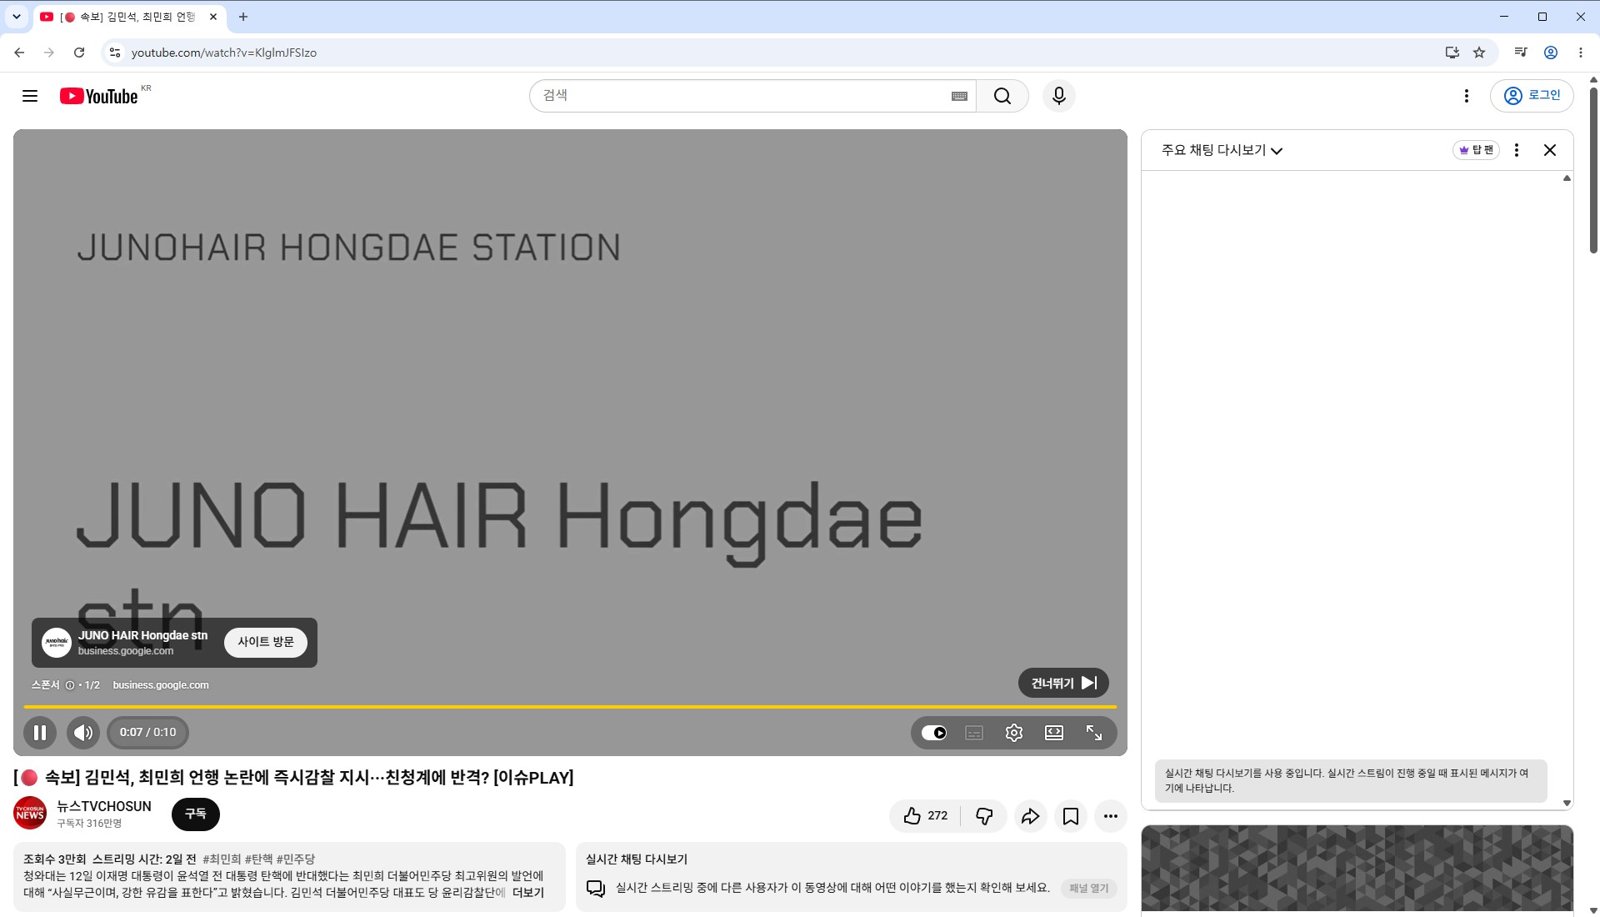 [🔴 속보] 김민석, 최민희 언행
youtube.com/watch?v=KlglmJFSIzo
YouTube KR
검색
로그인
JUNOHAIR HONGDAE STATION
JUNO HAIR Hongdae
stn
JUNO HAIR Hongdae stn
business.google.com
사이트 방문
스폰서 · 1/2 business.google.com
건너뛰기
0:07 / 0:10
주요 채팅 다시보기
탑 팬
실시간 채팅 다시보기를 사용 중입니다. 실시간 스트림이 진행 중일 때 표시된 메시지가 여
기에 나타납니다.
[🔴 속보] 김민석, 최민희 언행 논란에 즉시감찰 지시…친청계에 반격? [이슈PLAY]
TVCHOSUN
NEWS
뉴스TVCHOSUN
구독자 316만명
구독
272
조회수 3만회 스트리밍 시간: 2일 전 #최민희 #탄핵 #민주당
청와대는 12일 이재명 대통령이 윤석열 전 대통령 탄핵에 반대했다는 최민희 더불어민주당 최고위원의 발언에
대해 “사실무근이며, 강한 유감을 표한다”고 밝혔습니다. 김민석 더불어민주당 대표도 당 윤리감찰단에 더보기
실시간 채팅 다시보기
실시간 스트리밍 중에 다른 사용자가 이 동영상에 대해 어떤 이야기를 했는지 확인해 보세요.
패널 열기